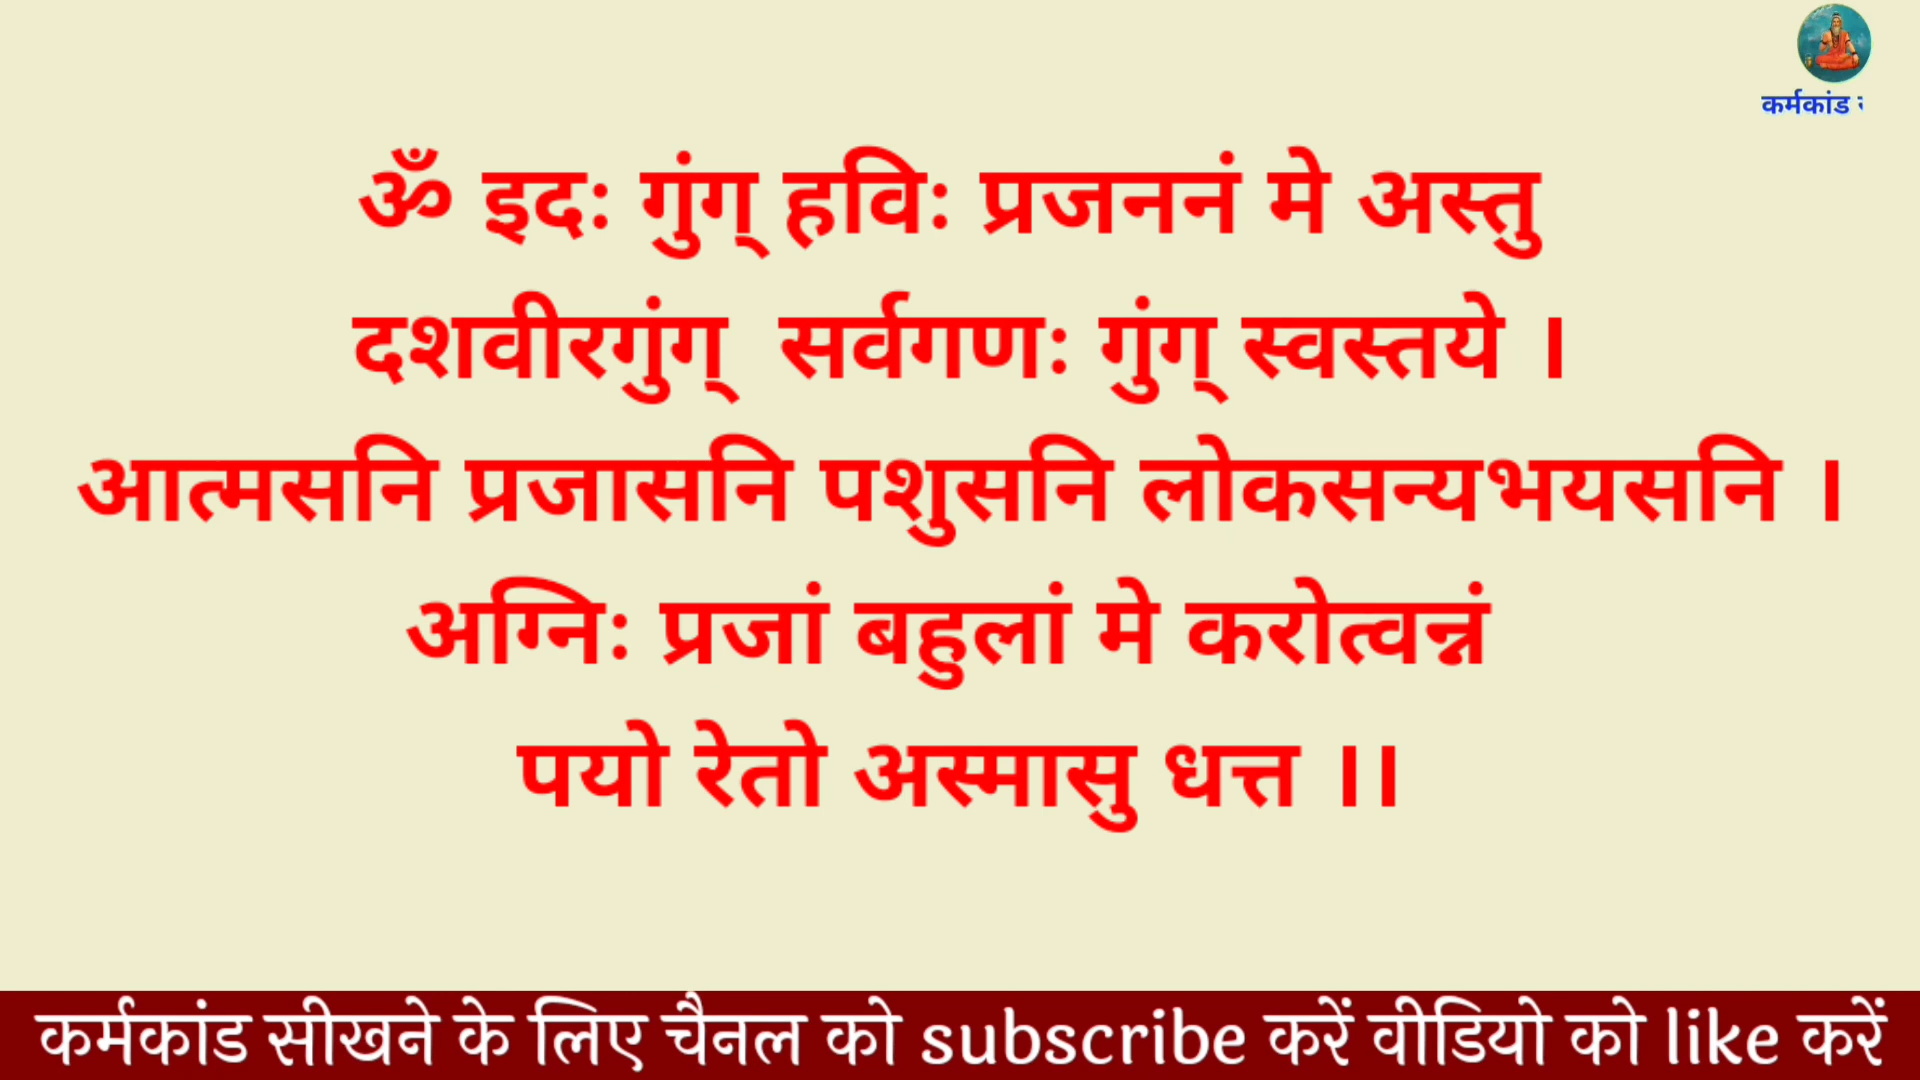 कर्मकांड
ॐ इदः गुंग् हविः प्रजननं मे अस्तु
दशवीरगुंग् सर्वगणः गुंग् स्वस्तये ।
आत्मसनि प्रजासनि पशुसनि लोकसन्यभयसनि ।
अग्निः प्रजां बहुलां मे करोत्वन्नं
पयो रेतो अस्मासु धत्त ।।
कर्मकांड सीखने के लिए चैनल को subscribe करें वीडियो को like करें